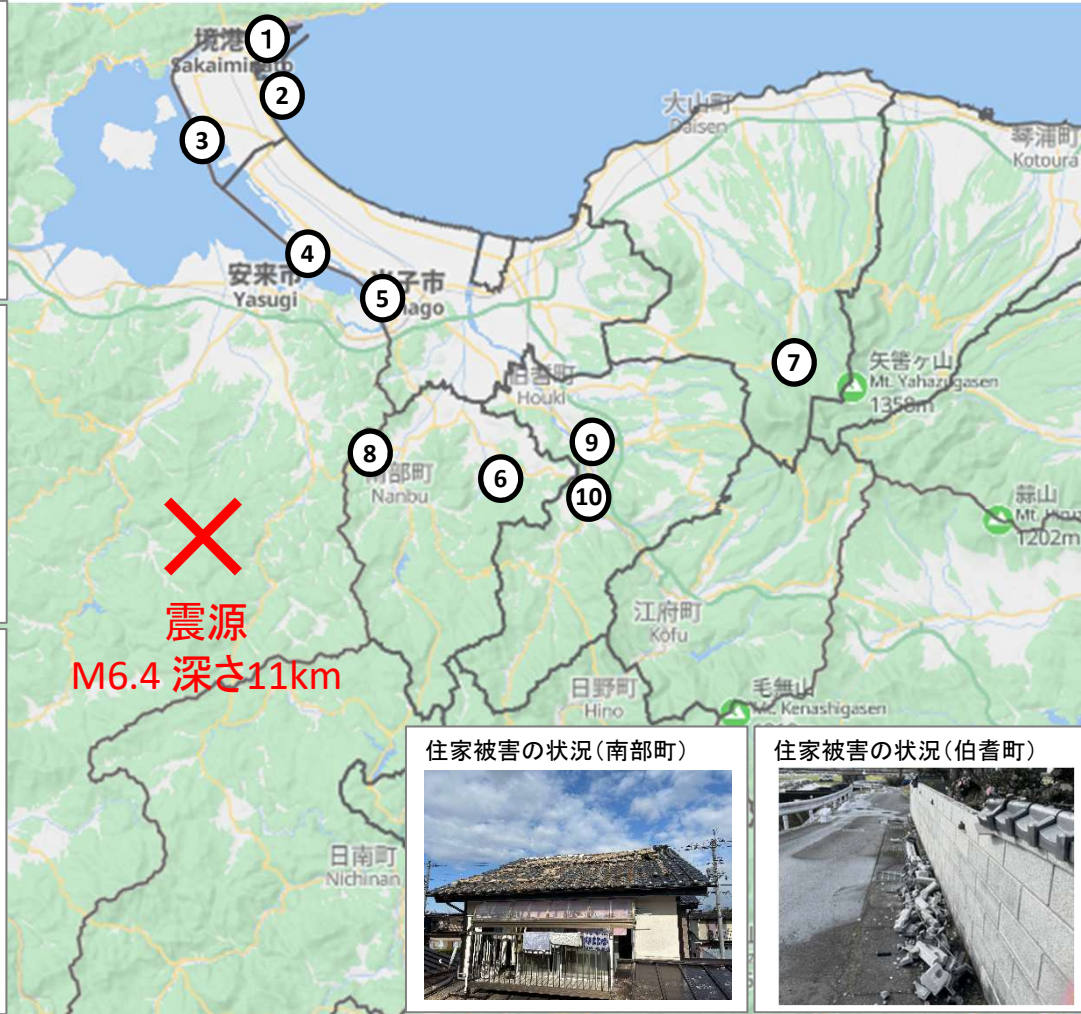 境港
Sakaiminato
①
②
③
大山町
Daisen
琴浦町
Kotoura
④
安来市
Yasugi
⑤
子市
ago
⑦
矢筈ヶ山
Mt. Yahazugasen
1358m
伯耆町
Houki
⑧
⑨
南部町
Nanbu
⑥
⑩
蒜山
1202m
震源
M6.4 深さ11km
江府町
Kofu
日野町
Hino
毛無山
Mt. Kenashigasen
日南町
Nichinan
住家被害の状況(南部町)
住家被害の状況(伯耆町)